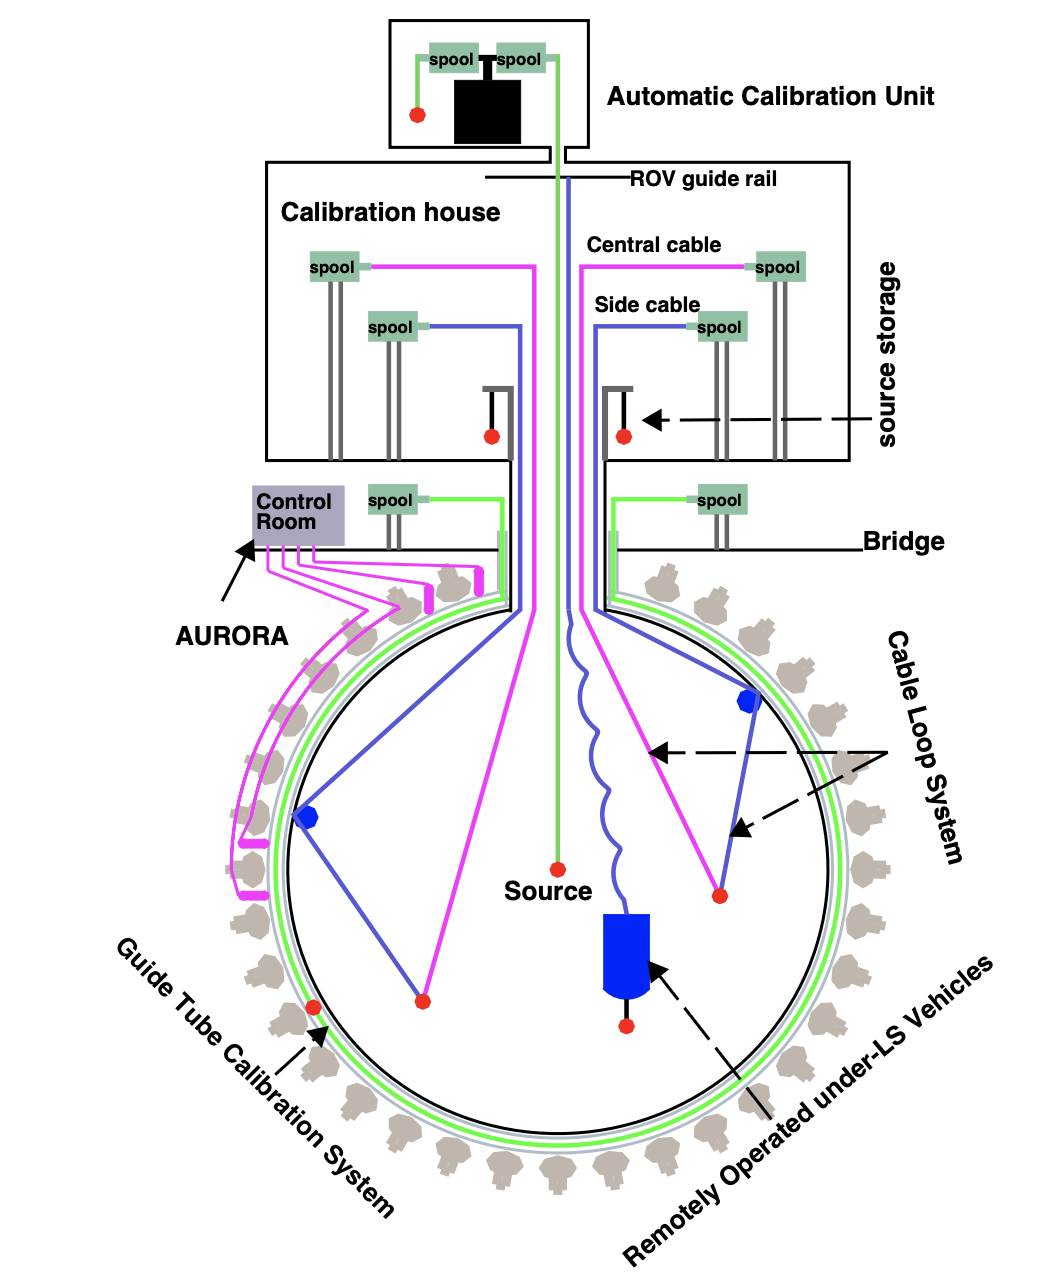 spool
spool
Automatic Calibration Unit
ROV guide rail
Calibration house
Central cable
spool
spool
Side cable
spool
spool
source storage
Control
Room
spool
spool
Bridge
AURORA
Cable Loop System
Source
Guide Tube Calibration System
Remotely Operated under-LS Vehicles